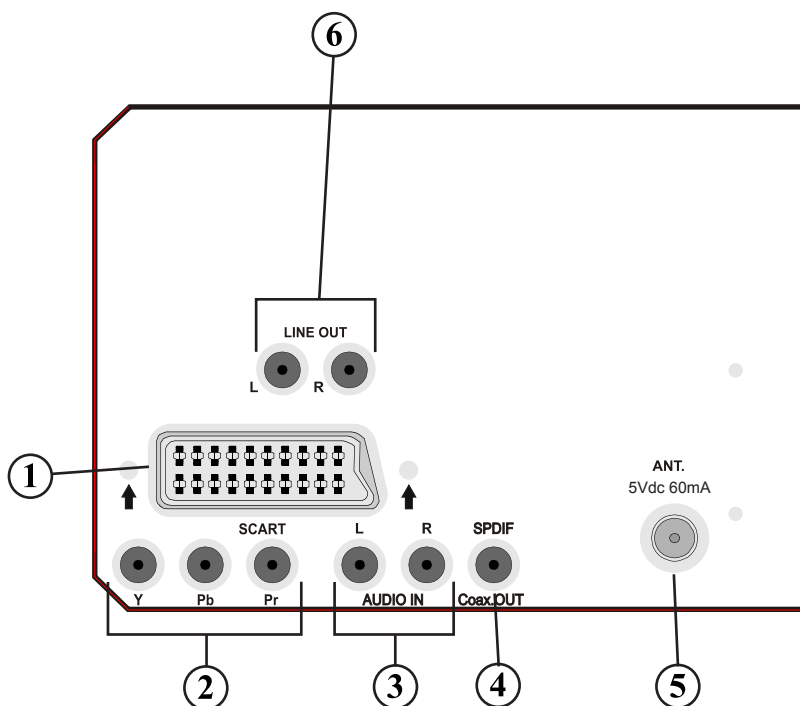 6
LINE OUT
L R
1
ANT.
5Vdc 60mA
SCART L R SPDIF
Y Pb Pr AUDIO IN Coax.OUT
2 3 4 5